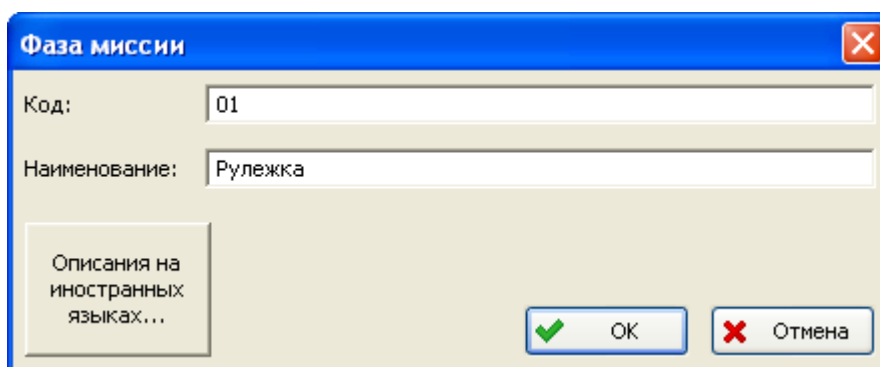 Фаза миссии
Код: 01
Наименование: Рулежка
Описания на
иностранных
языках...
OK
Отмена